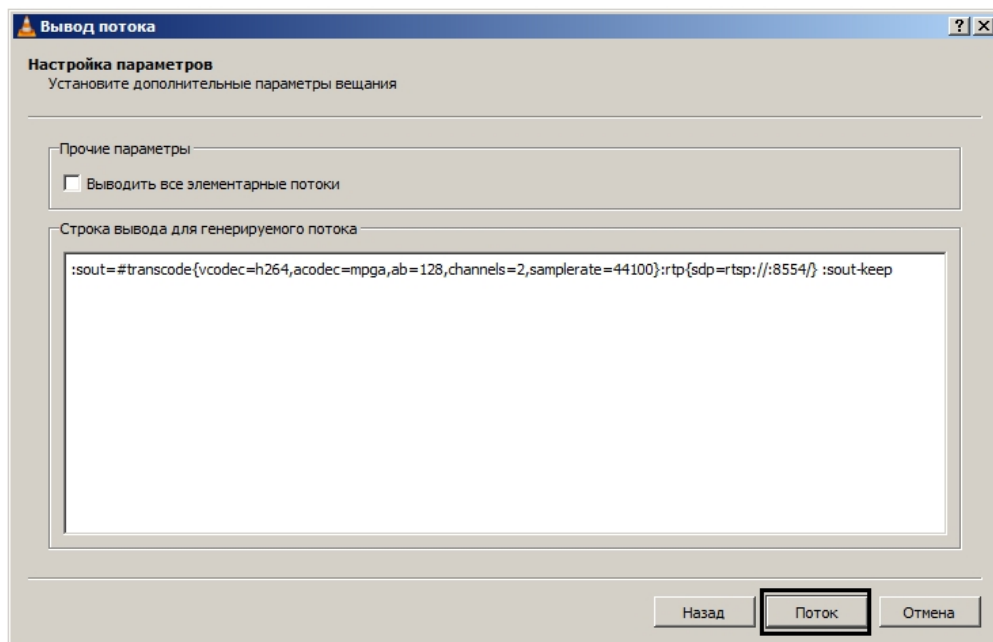 Вывод потока
Настройка параметров
Установите дополнительные параметры вещания
Прочие параметры
Выводить все элементарные потоки
Строка вывода для генерируемого потока
:sout=#transcode{vcodec=h264,acodec=mpga,ab=128,channels=2,samplerate=44100}:rtp{sdp=rtsp://:8554/} :sout-keep
Назад Поток Отмена